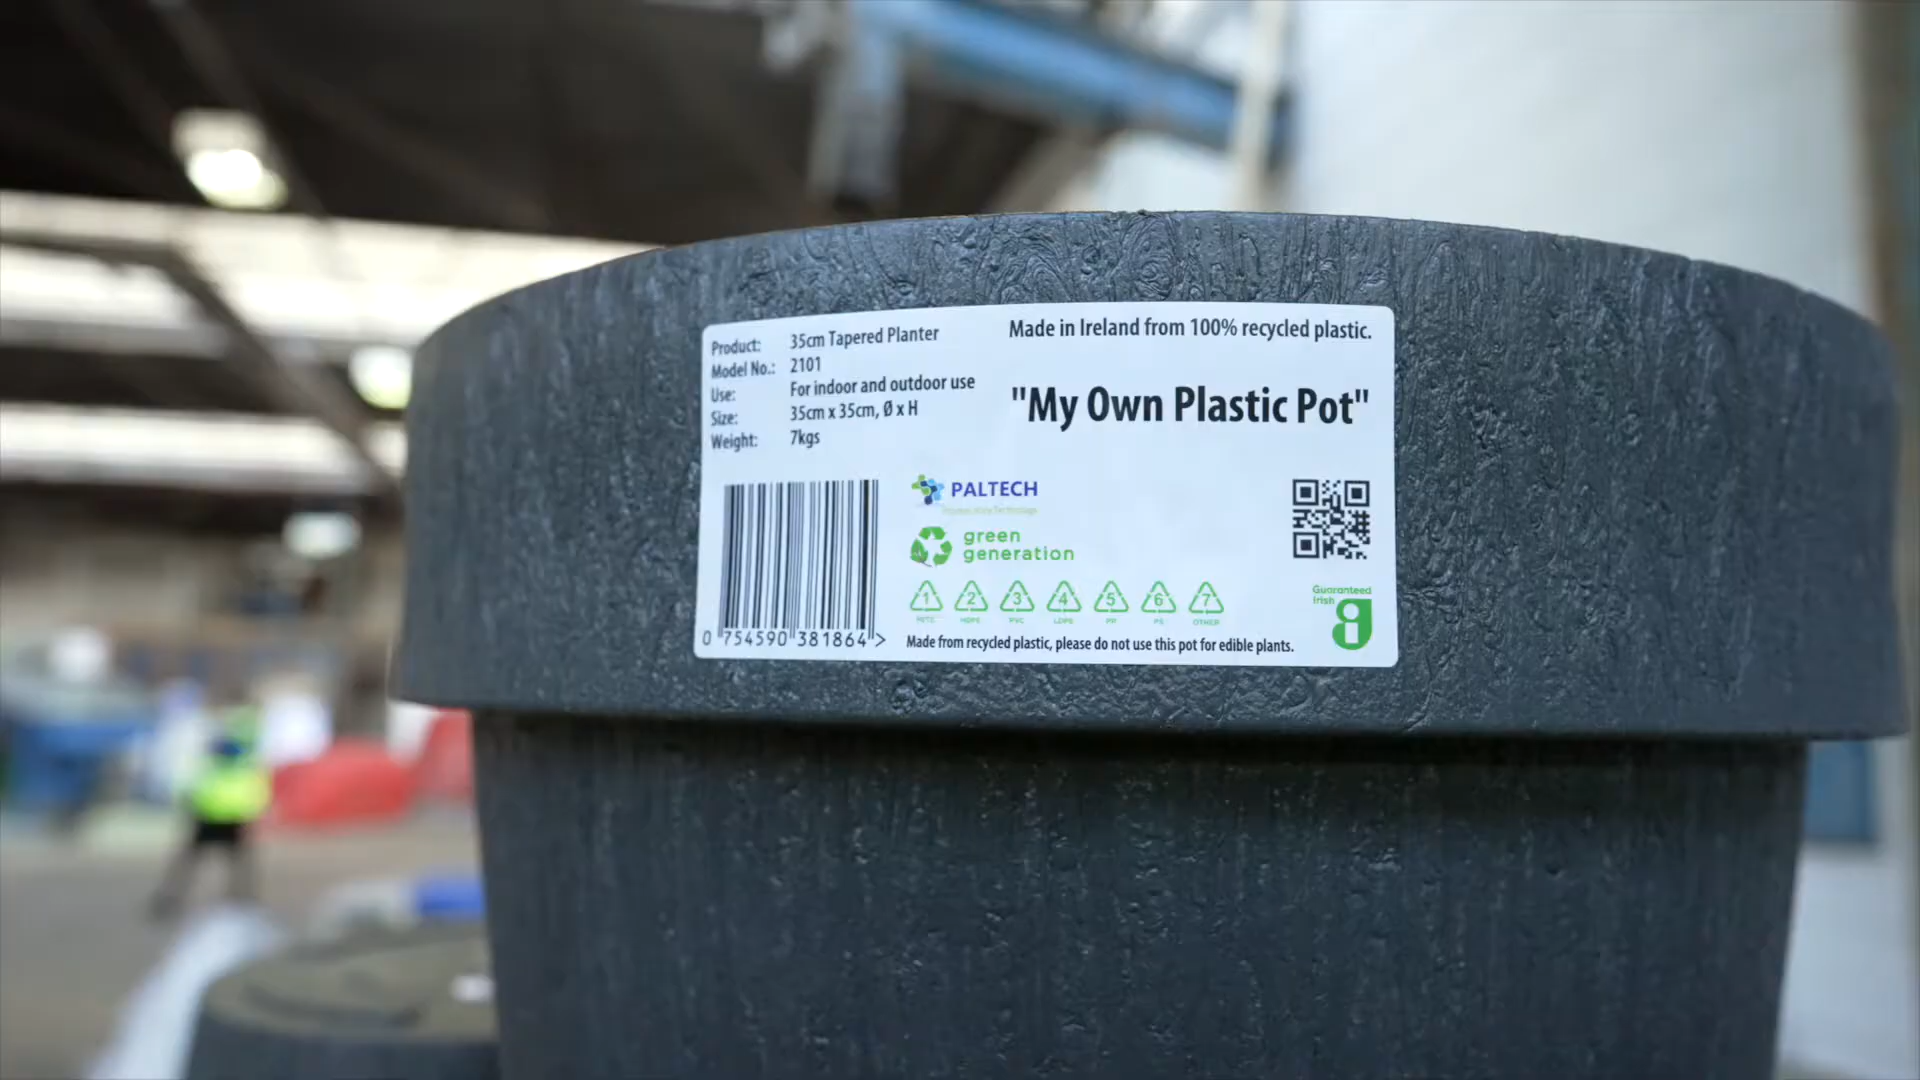 Product: 35cm Tapered Planter
Model No.: 2101
Use: For indoor and outdoor use
Size: 35cm x 35cm, Ø x H
Weight: 7kgs
Made in Ireland from 100% recycled plastic.
"My Own Plastic Pot"
PALTECH
green
generation
1 2 3 4 5 6 7
HDPE PVC LDPE PP PS OTHER
0 754590 381864 >
Made from recycled plastic, please do not use this pot for edible plants.
Guaranteed
Irish